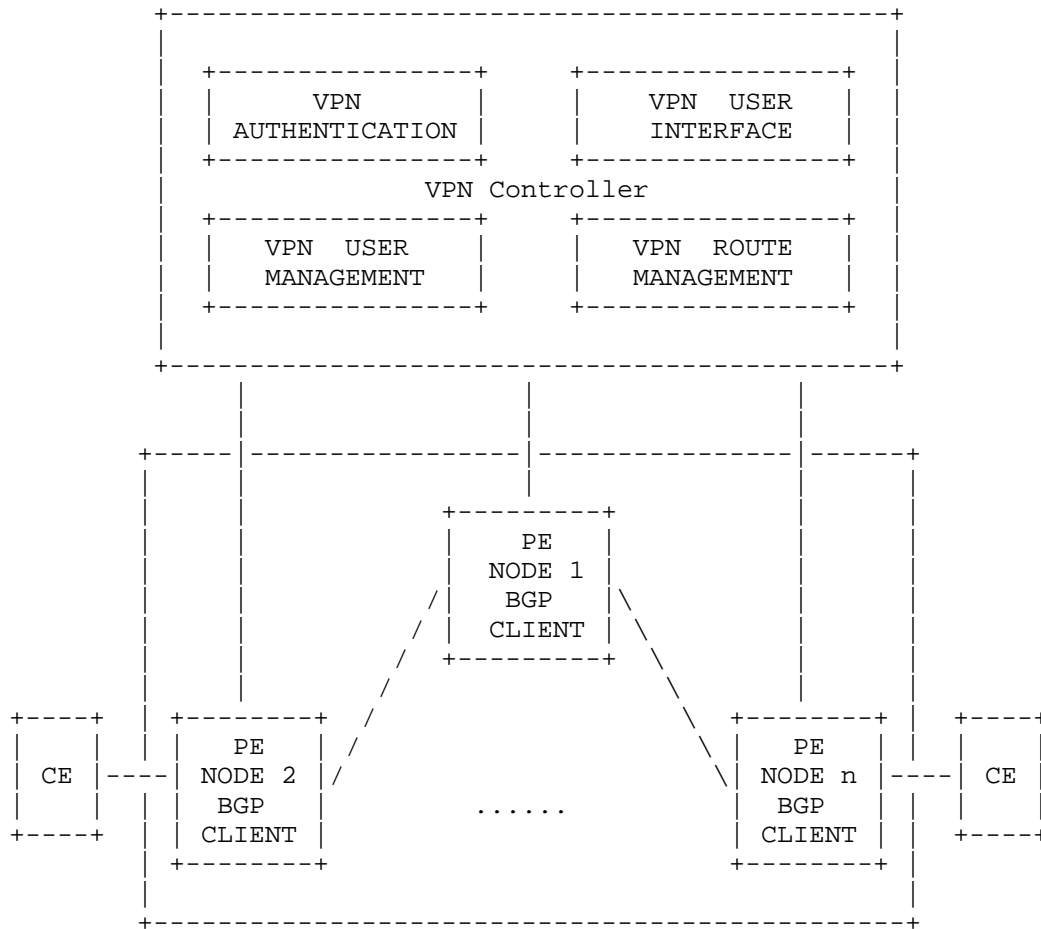 VPN
AUTHENTICATION
VPN USER
INTERFACE
VPN Controller
VPN USER
MANAGEMENT
VPN ROUTE
MANAGEMENT
PE
NODE 1
BGP
CLIENT
CE
PE
NODE 2
BGP
CLIENT
......
PE
NODE n
BGP
CLIENT
CE